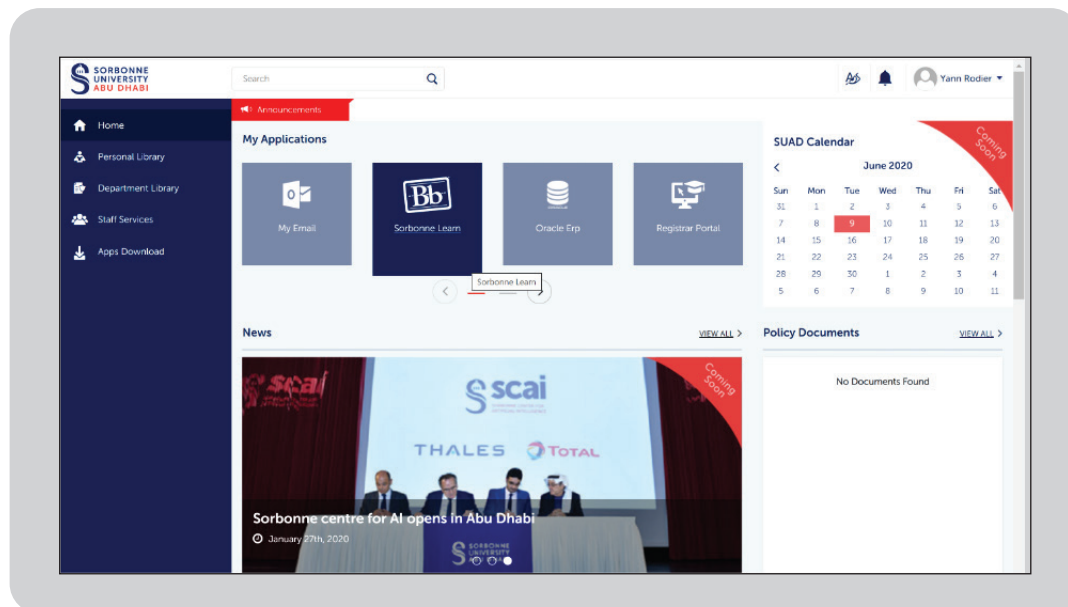 SORBONNE
UNIVERSITY
ABU DHABI
Search
Yann Rodier
Announcements
Home
Personal Library
Department Library
Staff Services
Apps Download
My Applications
My Email
Bb
Sorbonne Learn
Oracle Erp
Registrar Portal
Sorbonne Learn
SUAD Calendar
Coming
Soon
June 2020
Sun Mon Tue Wed Thu Fri Sat
31 1 2 3 4 5 6
7 8 9 10 11 12 13
14 15 16 17 18 19 20
21 22 23 24 25 26 27
28 29 30 1 2 3 4
5 6 7 8 9 10 11
News
VIEW ALL >
Coming
Soon
scai
scai
THALES TOTAL
Sorbonne centre for AI opens in Abu Dhabi
January 27th, 2020
SORBONNE
UNIVERSITY
Policy Documents
VIEW ALL >
No Documents Found